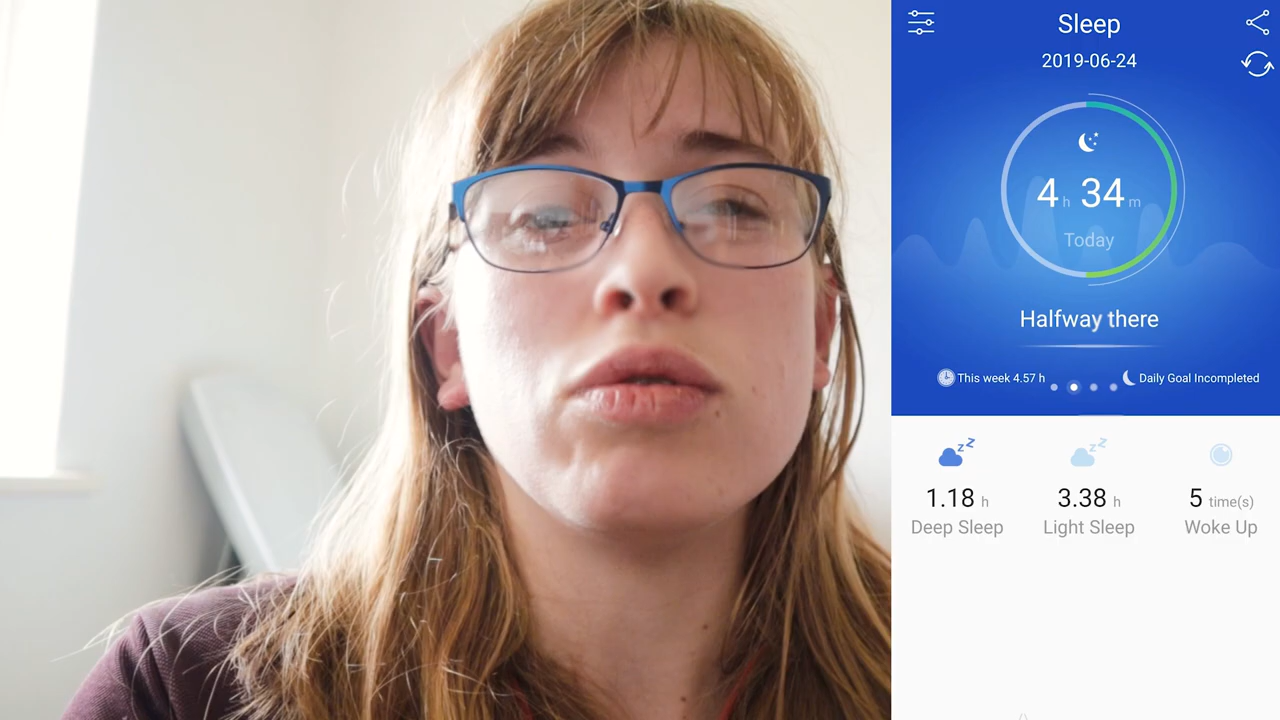 Sleep
2019-06-24
4 h 34 m
Today
Halfway there
This week 4.57 h
Daily Goal Incompleted
z z
z z
1.18 h
3.38 h
5 time(s)
Deep Sleep
Light Sleep
Woke Up